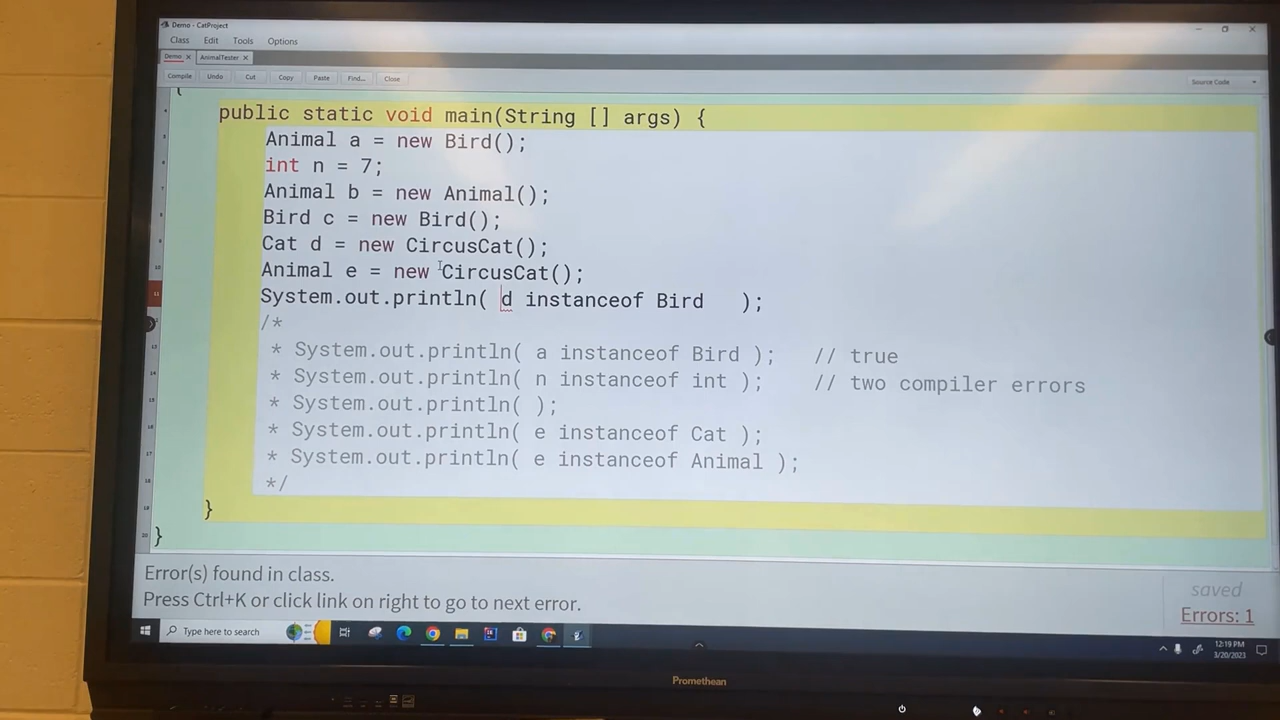 Demo - CatProject
Class Edit Tools Options
Demo X AnimalTester X
Compile Undo Cut Copy Paste Find... Close Source Code
{
public static void main(String [] args) {
Animal a = new Bird();
int n = 7;
Animal b = new Animal();
Bird c = new Bird();
Cat d = new CircusCat();
Animal e = new CircusCat();
System.out.println( d instanceof Bird );
/*
* System.out.println( a instanceof Bird ); // true
* System.out.println( n instanceof int ); // two compiler errors
* System.out.println( );
* System.out.println( e instanceof Cat );
* System.out.println( e instanceof Animal );
*/
}
}
Error(s) found in class.
Press Ctrl+K or click link on right to go to next error.
saved
Errors: 1
Type here to search
12:19 PM
3/20/2023
Promethean